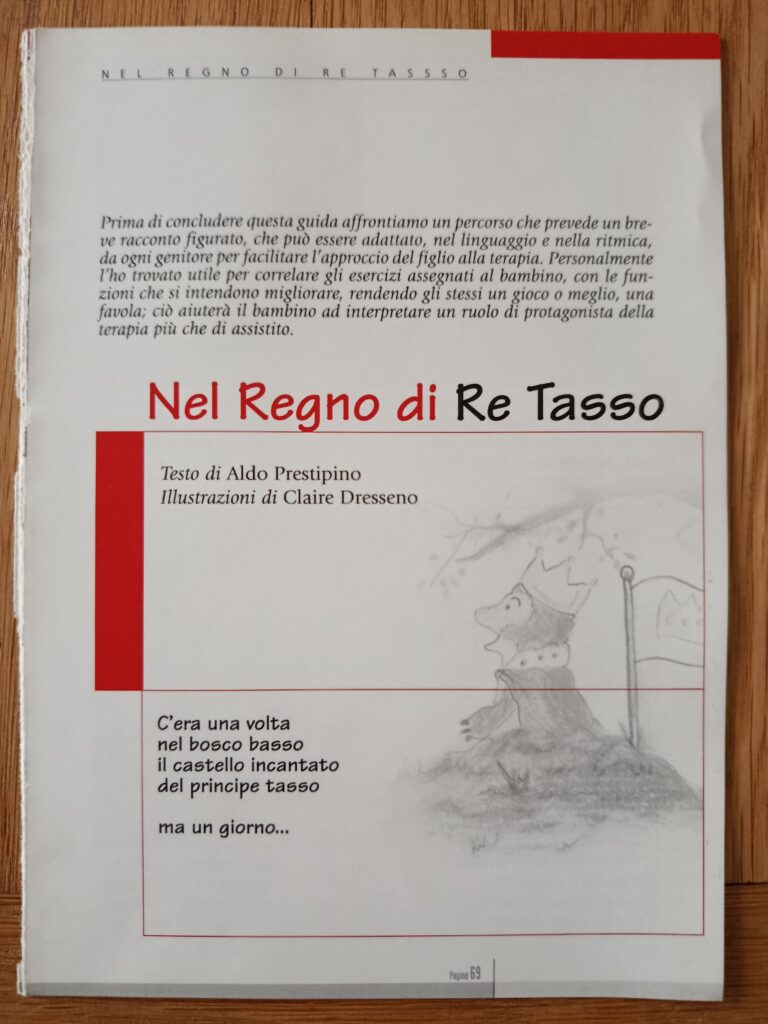 NEL REGNO DI RE TASSSO
Prima di concludere questa guida affrontiamo un percorso che prevede un bre-
ve racconto figurato, che può essere adattato, nel linguaggio e nella ritmica,
da ogni genitore per facilitare l'approccio del figlio alla terapia. Personalmente
l'ho trovato utile per correlare gli esercizi assegnati al bambino, con le fun-
zioni che si intendono migliorare, rendendo gli stessi un gioco o meglio, una
favola; ciò aiuterà il bambino ad interpretare un ruolo di protagonista della
terapia più che di assistito.
Nel Regno di Re Tasso
Testo di Aldo Prestipino
Illustrazioni di Claire Dresseno
C'era una volta
nel bosco basso
il castello incantato
del principe tasso
ma un giorno...
Pagina 69